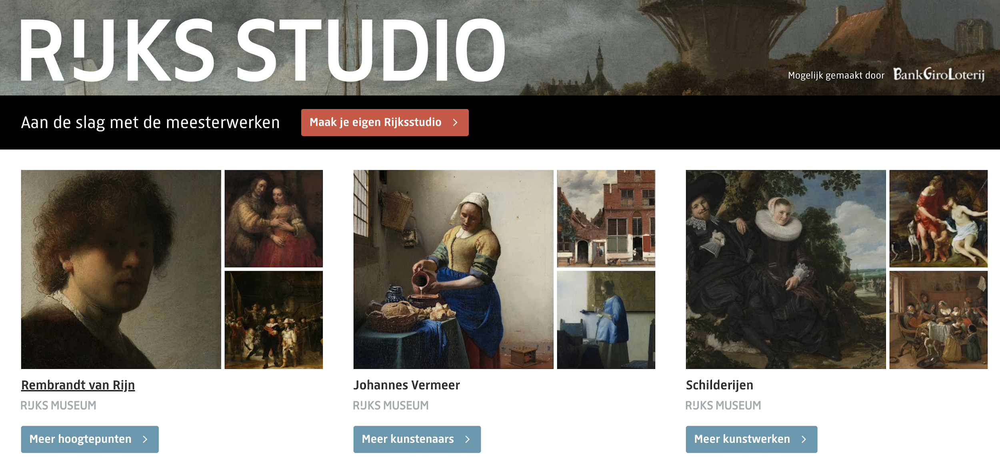 RIJKS STUDIO
Mogelijk gemaakt door BankGiroLoterij
Aan de slag met de meesterwerken
Maak je eigen Rijksstudio
Rembrandt van Rijn
RIJKS MUSEUM
Meer hoogtepunten
Johannes Vermeer
RIJKS MUSEUM
Meer kunstenaars
Schilderijen
RIJKS MUSEUM
Meer kunstwerken